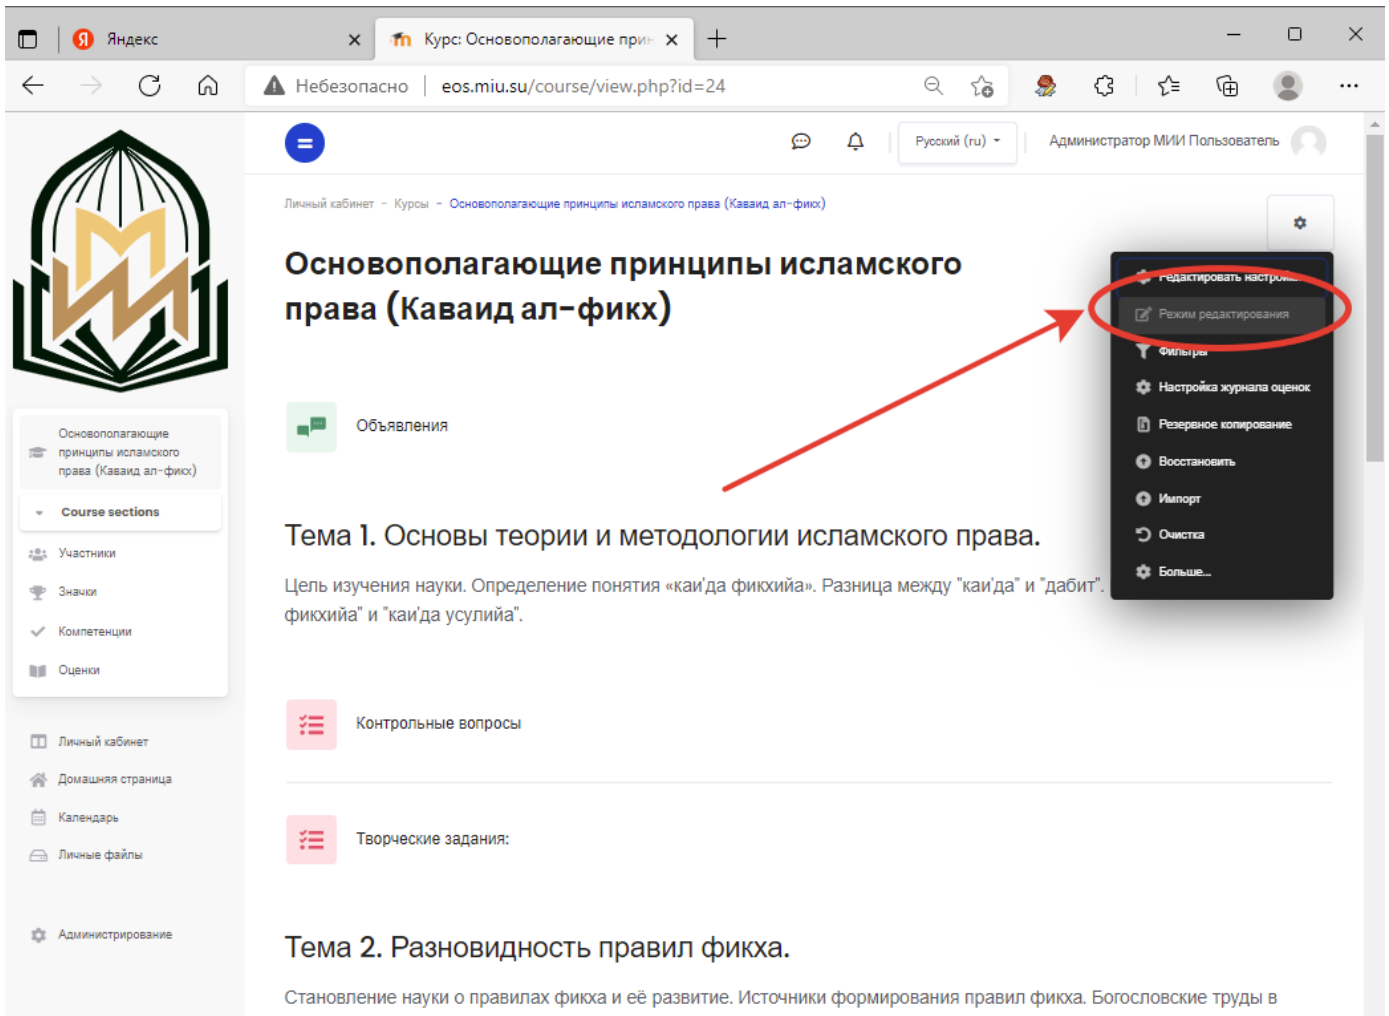 Яндекс
Курс: Основополагающие прин
Небезопасно
eos.miu.su/course/view.php?id=24
Русский (ru)
Администратор МИИ Пользователь
Личный кабинет - Курсы - Основополагающие принципы исламского права (Каваид ал-фикх)
Основополагающие принципы исламского
права (Каваид ал-фикх)
Редактировать настрой...
Режим редактирования
Фильтры
Настройка журнала оценок
Резервное копирование
Восстановить
Импорт
Очистка
Больше...
МИИ
Основополагающие
принципы исламского
права (Каваид ал-фикх)
Course sections
Участники
Значки
Компетенции
Оценки
Личный кабинет
Домашняя страница
Календарь
Личные файлы
Администрирование
Объявления
Тема 1. Основы теории и методологии исламского права.
Цель изучения науки. Определение понятия «каи'да фикхийа». Разница между "каи'да" и "дабит".
фикхийа" и "каи'да усулийа".
Контрольные вопросы
Творческие задания:
Тема 2. Разновидность правил фикха.
Становление науки о правилах фикха и её развитие. Источники формирования правил фикха. Богословские труды в